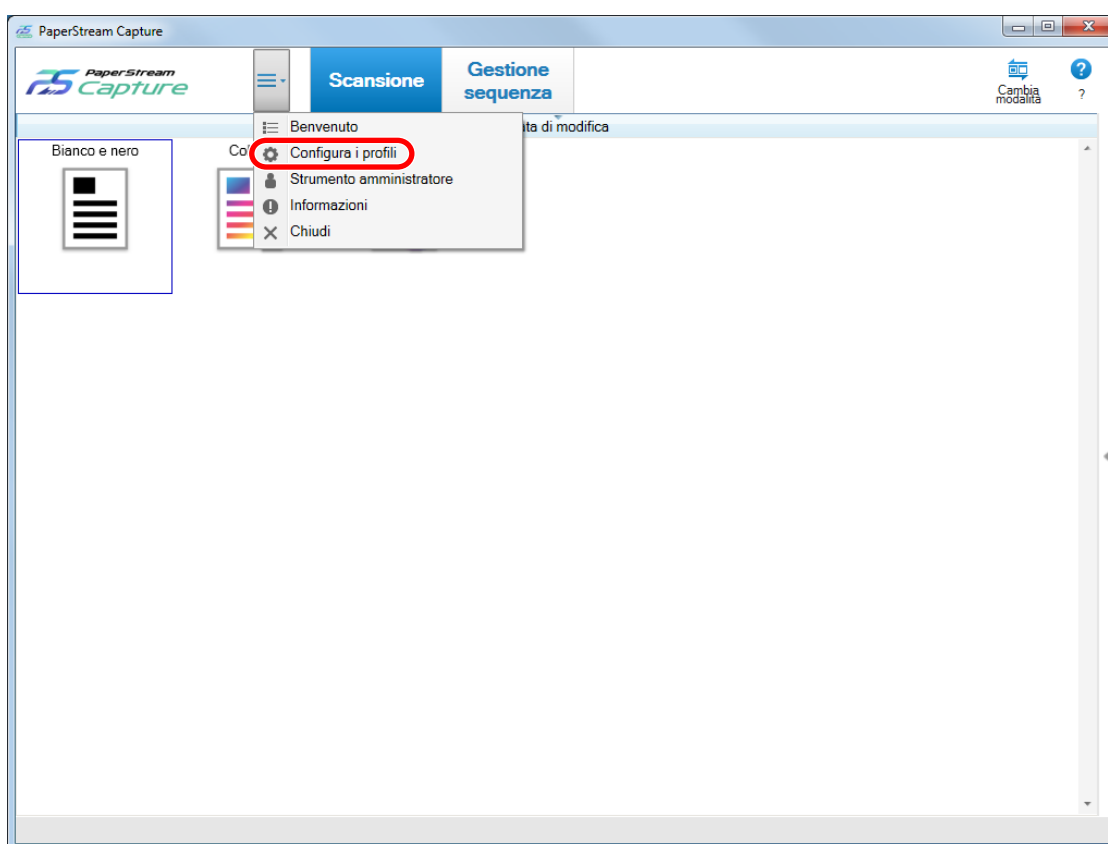 PaperStream Capture
PaperStream
Capture
Scansione
Gestione
sequenza
Cambia
modalità
?
?
Benvenuto
di modifica
Bianco e nero
Configura i profili
Strumento amministratore
Informazioni
Chiudi